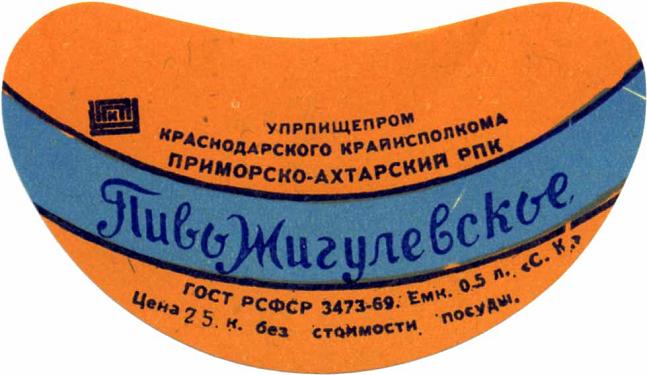 УПРПИЩЕПРОМ
КРАСНОДАРСКОГО КРАЙИСПОЛКОМА
ПРИМОРСКО-АХТАРСКИЙ РПК
Пиво Жигулевское
ГОСТ РСФСР 3473-69. Емк. 0,5 л. „С. К.“
Цена 25. к. без стоимости посуды.